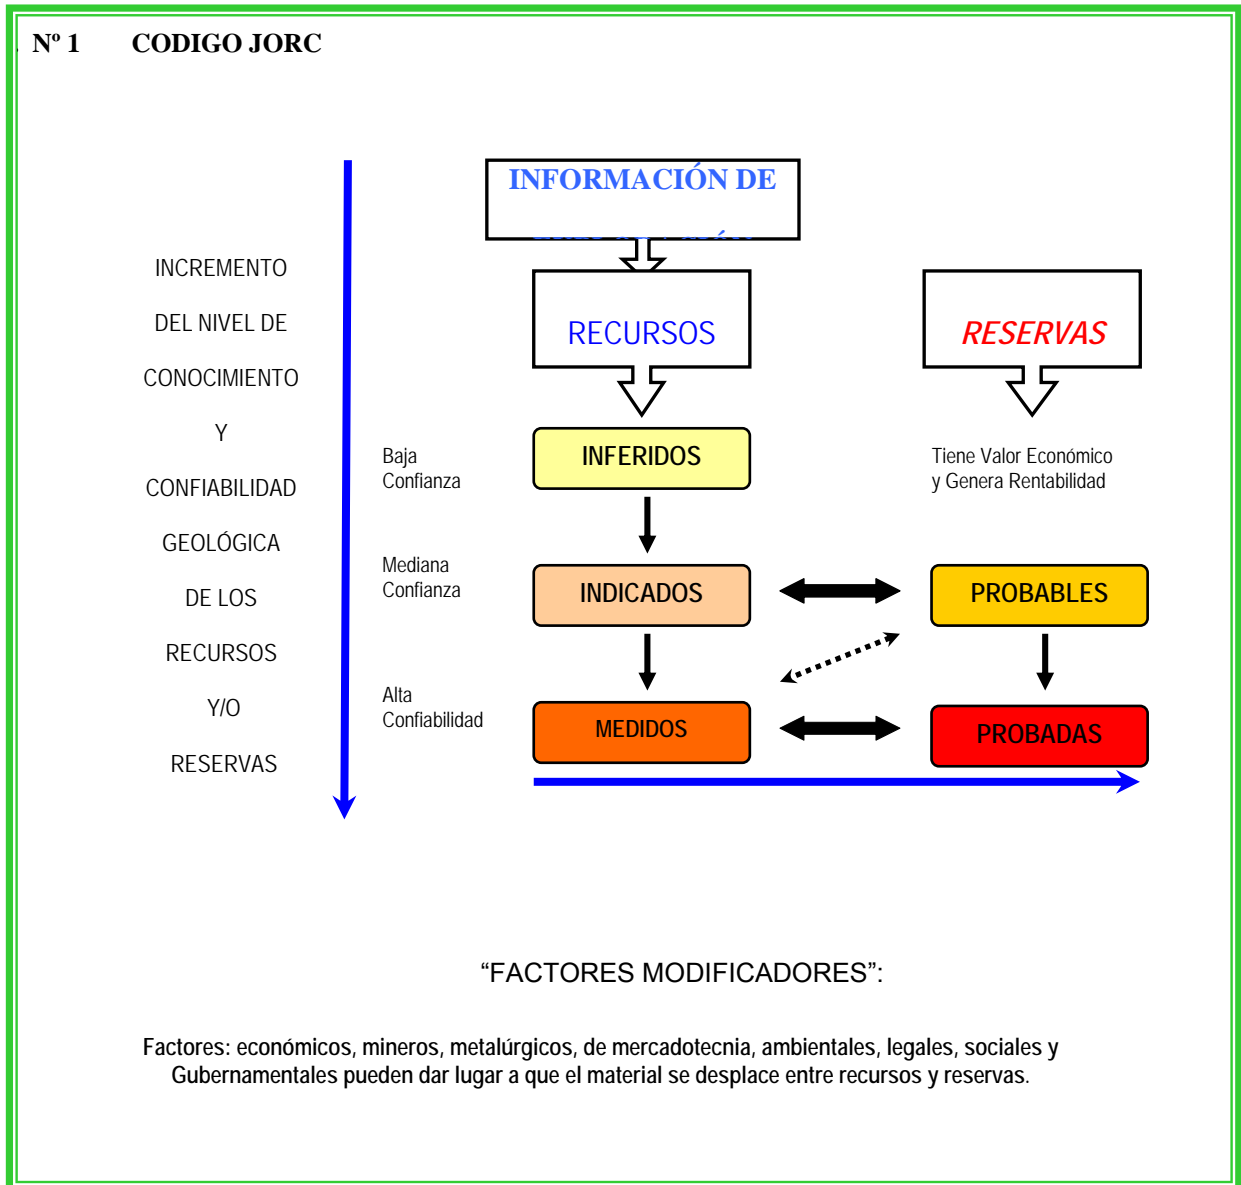 . Nº 1 CODIGO JORC
INFORMACIÓN DE
INCREMENTO
DEL NIVEL DE
CONOCIMIENTO
Y
CONFIABILIDAD
GEOLÓGICA
DE LOS
RECURSOS
Y/O
RESERVAS
RECURSOS
RESERVAS
Baja
Confianza
INFERIDOS
Tiene Valor Económico
y Genera Rentabilidad
Mediana
Confianza
INDICADOS
PROBABLES
Alta
Confiabilidad
MEDIDOS
PROBADAS
“FACTORES MODIFICADORES”:
Factores: económicos, mineros, metalúrgicos, de mercadotecnia, ambientales, legales, sociales y
Gubernamentales pueden dar lugar a que el material se desplace entre recursos y reservas.